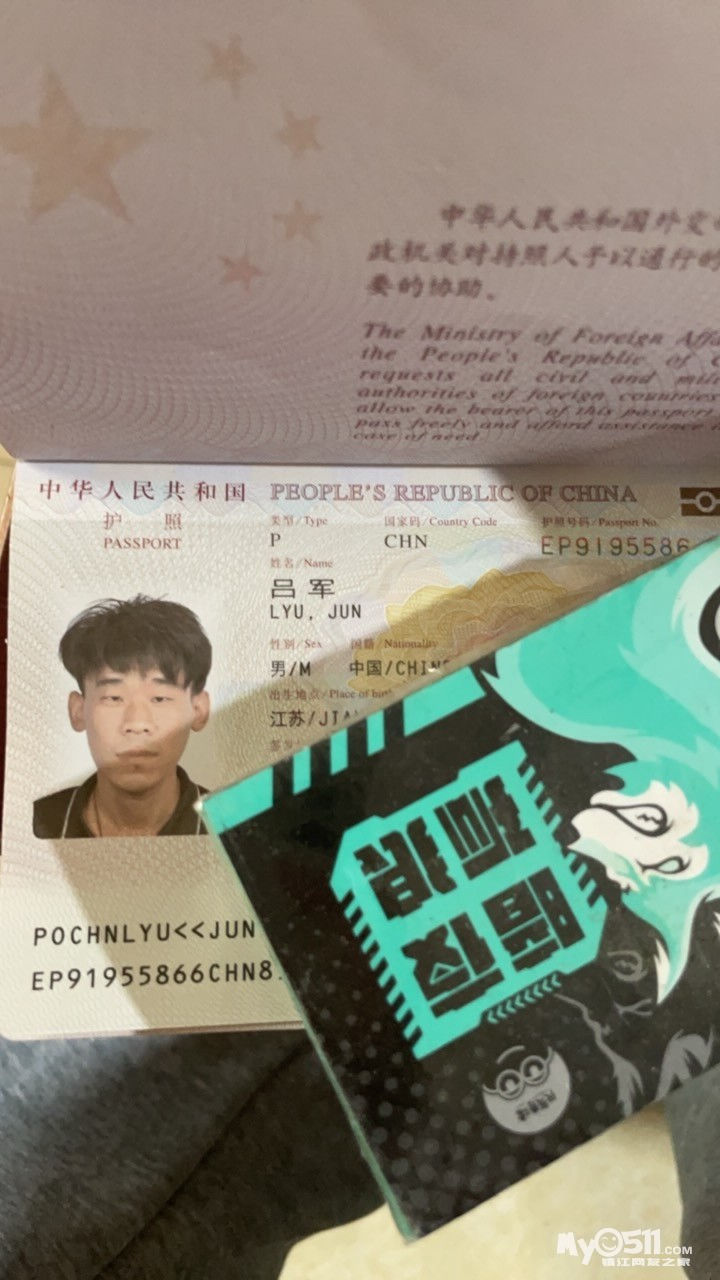 中华人民共和国外交
政机关对持照人予以通行的
要的协助。
The Ministry of Foreign Affa
the People's Republic of C
requests all civil and mili
authorities of foreign countries
allow the bearer of this passport
pass freely and afford assistance i
case of need
中华人民共和国 PEOPLE'S REPUBLIC OF CHINA
护 照
PASSPORT
类型/Type 国家码/Country Code 护照号码/Passport No.
P CHN EP9195586
姓名/Name
吕军
LYU, JUN
性别/Sex 国籍/Nationality
男/M 中国/CHIN
出生地点/Place of birt
江苏/JIA
签发
POCHNLYU<<JUN
EP91955866CHN8
My0511.COM
镇江网友之家